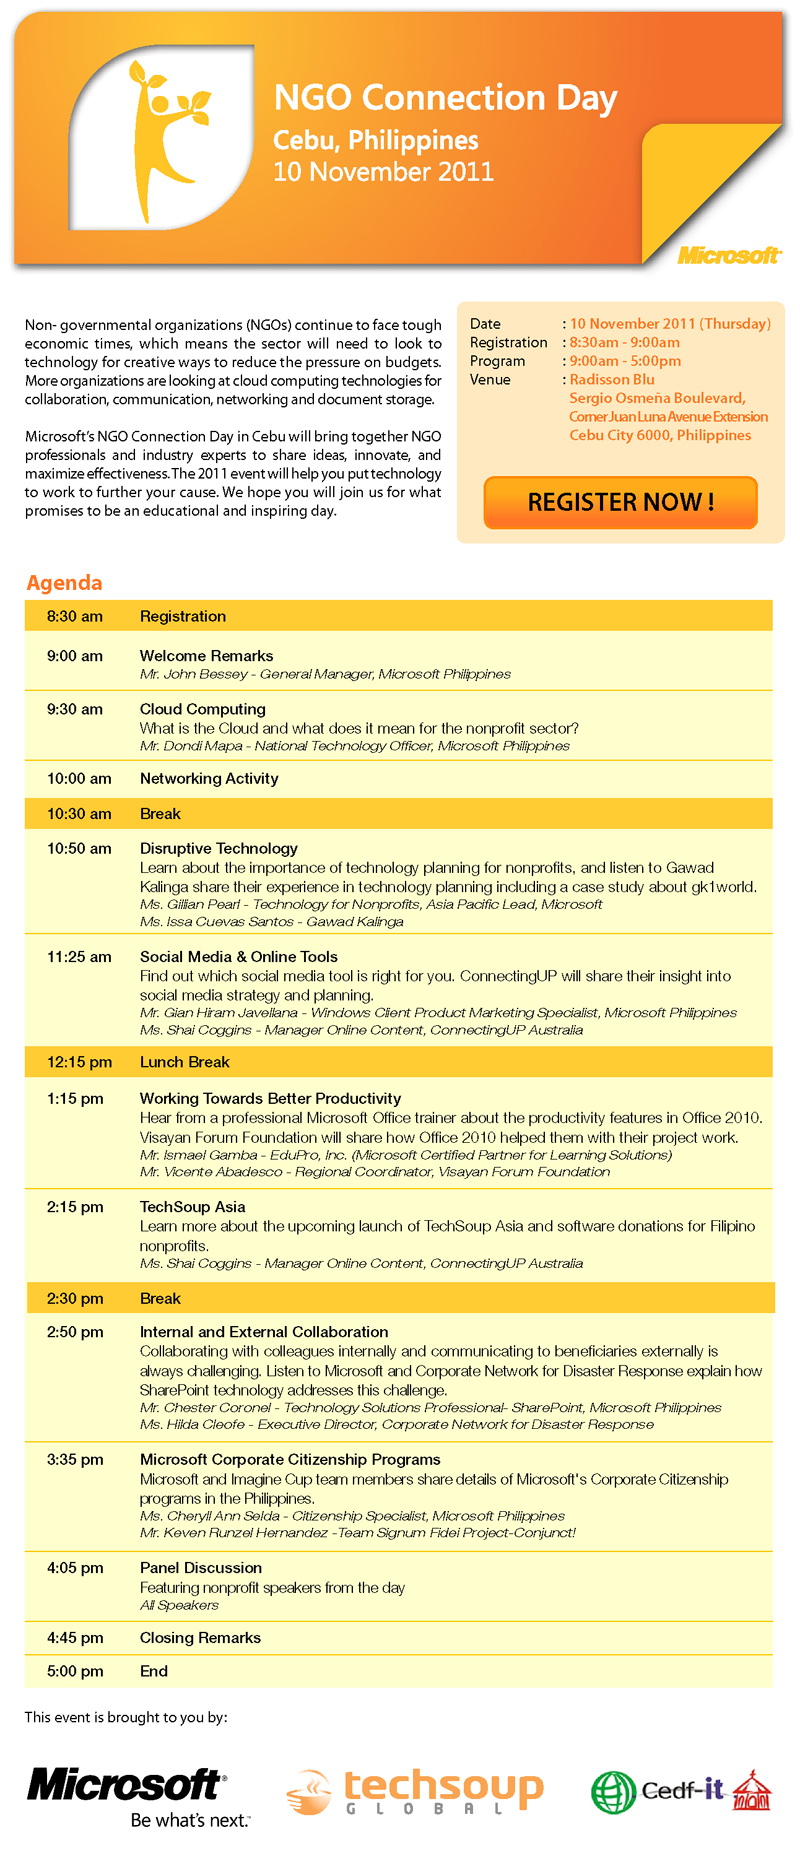 NGO Connection Day
Cebu, Philippines
10 November 2011
Microsoft
Non- governmental organizations (NGOs) continue to face tough
economic times, which means the sector will need to look to
technology for creative ways to reduce the pressure on budgets.
More organizations are looking at cloud computing technologies for
collaboration, communication, networking and document storage.
Microsoft's NGO Connection Day in Cebu will bring together NGO
professionals and industry experts to share ideas, innovate, and
maximize effectiveness. The 2011 event will help you put technology
to work to further your cause. We hope you will join us for what
promises to be an educational and inspiring day.
Date : 10 November 2011 (Thursday)
Registration : 8:30am - 9:00am
Program : 9:00am - 5:00pm
Venue : Radisson Blu
Sergio Osmeña Boulevard,
Corner Juan Luna Avenue Extension
Cebu City 6000, Philippines
REGISTER NOW !
Agenda
8:30 am Registration
9:00 am Welcome Remarks
Mr. John Bessey - General Manager, Microsoft Philippines
9:30 am Cloud Computing
What is the Cloud and what does it mean for the nonprofit sector?
Mr. Dondi Mapa - National Technology Officer, Microsoft Philippines
10:00 am Networking Activity
10:30 am Break
10:50 am Disruptive Technology
Learn about the importance of technology planning for nonprofits, and listen to Gawad
Kalinga share their experience in technology planning including a case study about gk1world.
Ms. Gillian Pearl - Technology for Nonprofits, Asia Pacific Lead, Microsoft
Ms. Issa Cuevas Santos - Gawad Kalinga
11:25 am Social Media & Online Tools
Find out which social media tool is right for you. ConnectingUP will share their insight into
social media strategy and planning.
Mr. Gian Hiram Javellana - Windows Client Product Marketing Specialist, Microsoft Philippines
Ms. Shai Coggins - Manager Online Content, ConnectingUP Australia
12:15 pm Lunch Break
1:15 pm Working Towards Better Productivity
Hear from a professional Microsoft Office trainer about the productivity features in Office 2010.
Visayan Forum Foundation will share how Office 2010 helped them with their project work.
Mr. Ismael Gamba - EduPro, Inc. (Microsoft Certified Partner for Learning Solutions)
Mr. Vicente Abadesco - Regional Coordinator, Visayan Forum Foundation
2:15 pm TechSoup Asia
Learn more about the upcoming launch of TechSoup Asia and software donations for Filipino
nonprofits.
Ms. Shai Coggins - Manager Online Content, ConnectingUP Australia
2:30 pm Break
2:50 pm Internal and External Collaboration
Collaborating with colleagues internally and communicating to beneficiaries externally is
always challenging. Listen to Microsoft and Corporate Network for Disaster Response explain how
SharePoint technology addresses this challenge.
Mr. Chester Coronel - Technology Solutions Professional- SharePoint, Microsoft Philippines
Ms. Hilda Cleofe - Executive Director, Corporate Network for Disaster Response
3:35 pm Microsoft Corporate Citizenship Programs
Microsoft and Imagine Cup team members share details of Microsoft's Corporate Citizenship
programs in the Philippines.
Ms. Cheryll Ann Selda - Citizenship Specialist, Microsoft Philippines
Mr. Keven Runzel Hernandez -Team Signum Fidei Project-Conjunct!
4:05 pm Panel Discussion
Featuring nonprofit speakers from the day
All Speakers
4:45 pm Closing Remarks
5:00 pm End
This event is brought to you by:
Microsoft®
Be what's next.™
techsoup
GLOBAL
Cedf-it